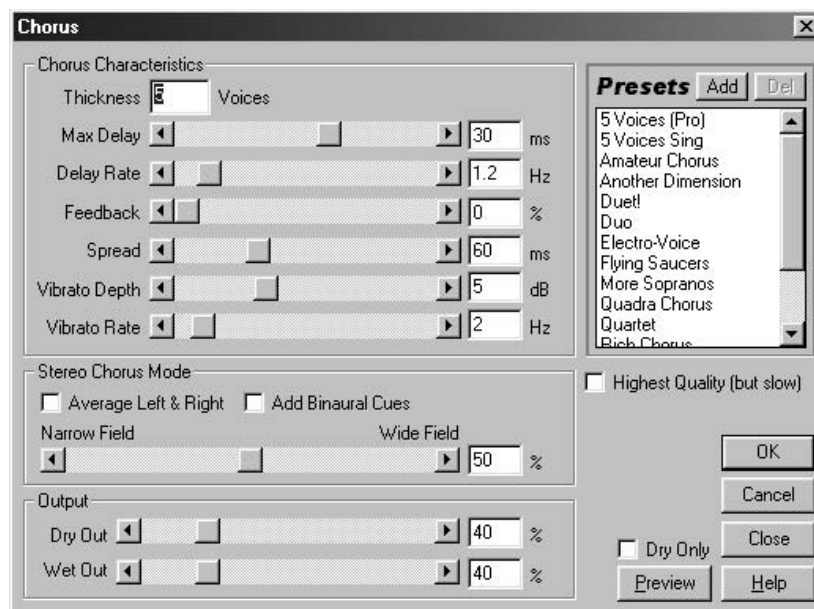 Chorus
Chorus Characteristics
Thickness Voices
Max Delay 30 ms
Delay Rate 1.2 Hz
Feedback 0 %
Spread 60 ms
Vibrato Depth 5 dB
Vibrato Rate 2 Hz
Presets Add Del
5 Voices (Pro)
5 Voices Sing
Amateur Chorus
Another Dimension
Duet!
Duo
Electro-Voice
Flying Saucers
More Sopranos
Quadra Chorus
Quartet
Rich Chorus
Stereo Chorus Mode
Average Left & Right Add Binaural Cues
Narrow Field Wide Field
50 %
Highest Quality (but slow)
Output
Dry Out 40 %
Wet Out 40 %
OK
Cancel
Close
Dry Only
Preview Help